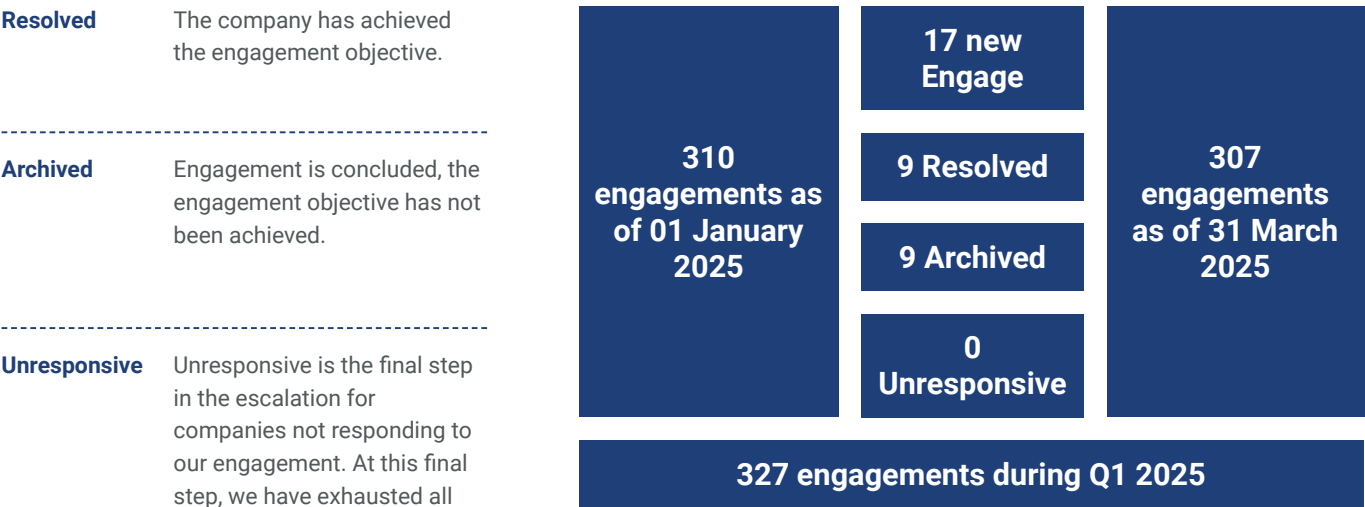 Resolved
The company has achieved
the engagement objective.
Archived
Engagement is concluded, the
engagement objective has not
been achieved.
Unresponsive
Unresponsive is the final step
in the escalation for
companies not responding to
our engagement. At this final
step, we have exhausted all
310
engagements as
of 01 January
2025
17 new
Engage
9 Resolved
9 Archived
0
Unresponsive
307
engagements
as of 31 March
2025
327 engagements during Q1 2025